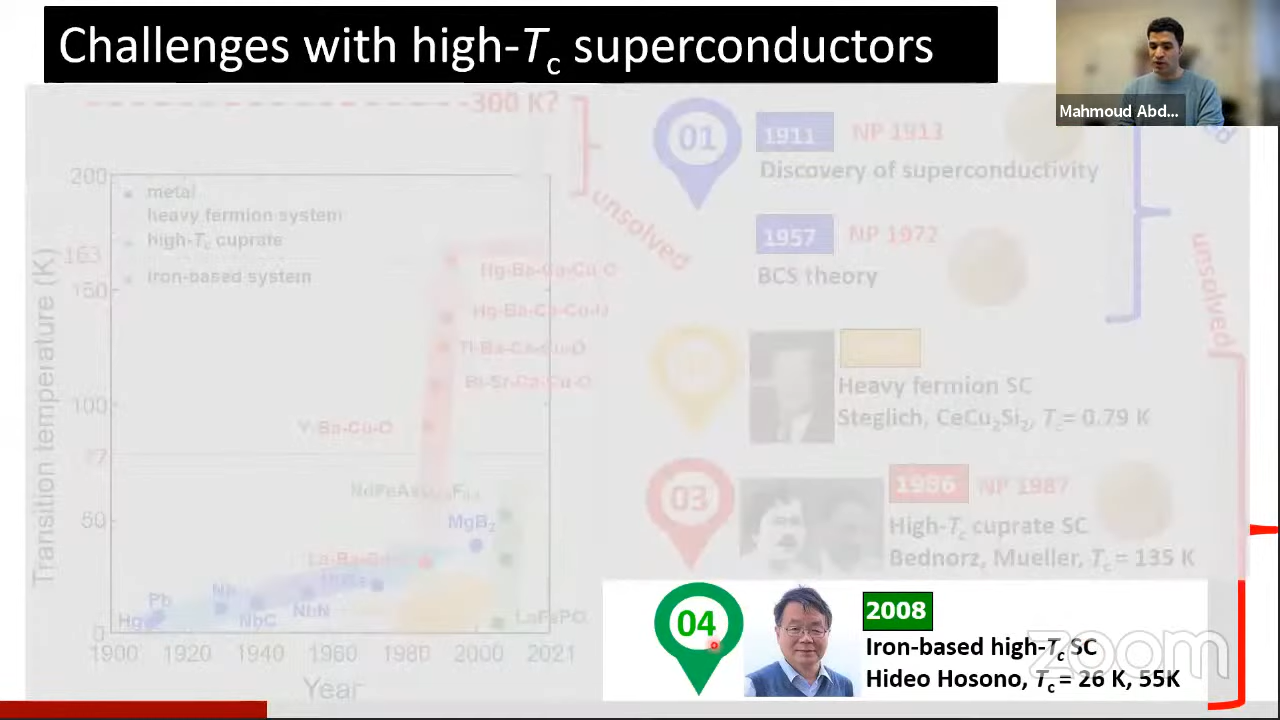 Challenges with high-Tc superconductors
Mahmoud Abd...
300 K?
unsolved
200
163
150
100
77
50
0
Transition temperature (K)
metal
heavy fermion system
high-Tc cuprate
iron-based system
Hg-Ba-Ca-Cu-O
Hg-Ba-Ca-Cu-O
Tl-Ba-Ca-Cu-O
Bi-Sr-Ca-Cu-O
Y-Ba-Cu-O
MgB2
Pb
Hg
Nb
NbC
NbN
LaFePO
1900 1920 1940 1960 1980 2000 2021
Year
01
1911 NP 1913
Discovery of superconductivity
1957 NP 1972
BCS theory
Heavy fermion SC
Steglich, CeCu2Si2, Tc= 0.79 K
03
1986 NP 1987
High-Tc cuprate SC
Bednorz, Mueller, Tc = 135 K
unsolved
04
2008
Iron-based high-Tc SC
Hideo Hosono, Tc = 26 K, 55K
zoom